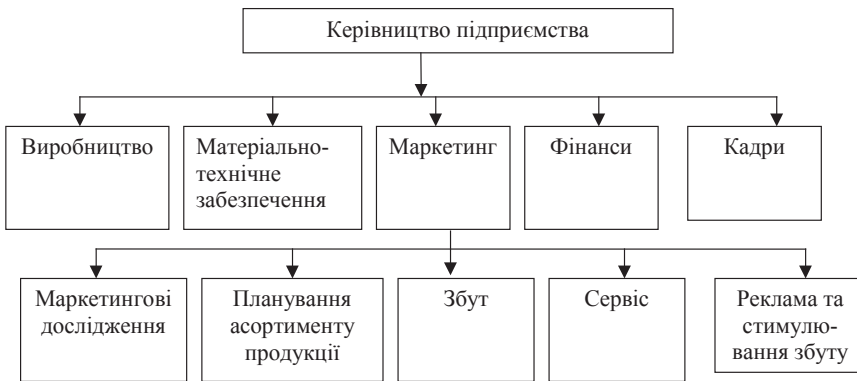 Керівництво підприємства
Виробництво
Матеріально-
технічне
забезпечення
Маркетинг
Фінанси
Кадри
Маркетингові
дослідження
Планування
асортименту
продукції
Збут
Сервіс
Реклама та
стимулю-
вання збуту